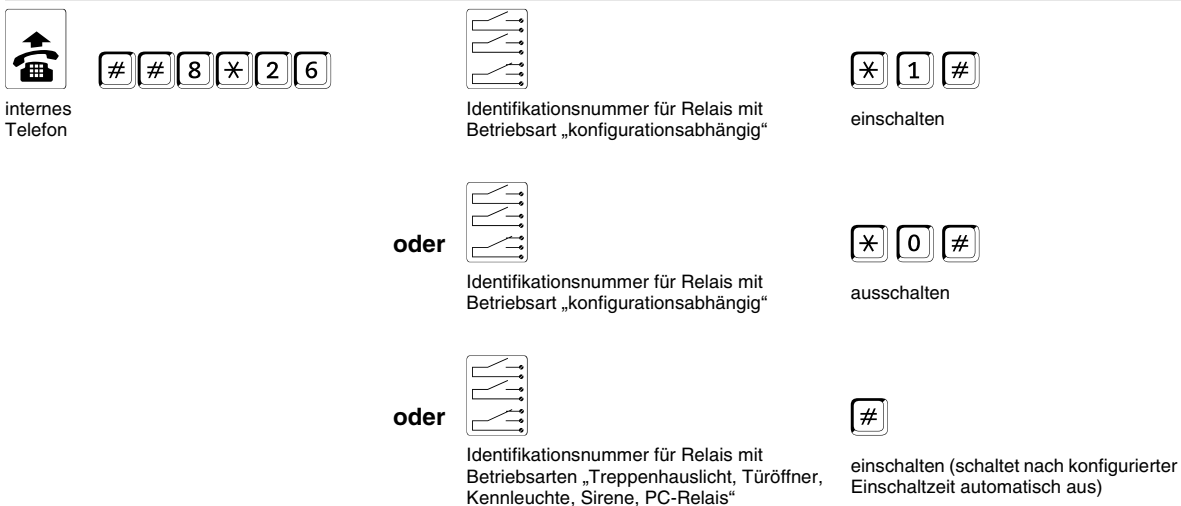 # # 8 * 2 6
* 1 #
internes
Telefon
Identifikationsnummer für Relais mit
Betriebsart „konfigurationsabhängig“
einschalten
oder
* 0 #
Identifikationsnummer für Relais mit
Betriebsart „konfigurationsabhängig“
ausschalten
oder
#
Identifikationsnummer für Relais mit
Betriebsarten „Treppenhauslicht, Türöffner,
Kennleuchte, Sirene, PC-Relais“
einschalten (schaltet nach konfigurierter
Einschaltzeit automatisch aus)